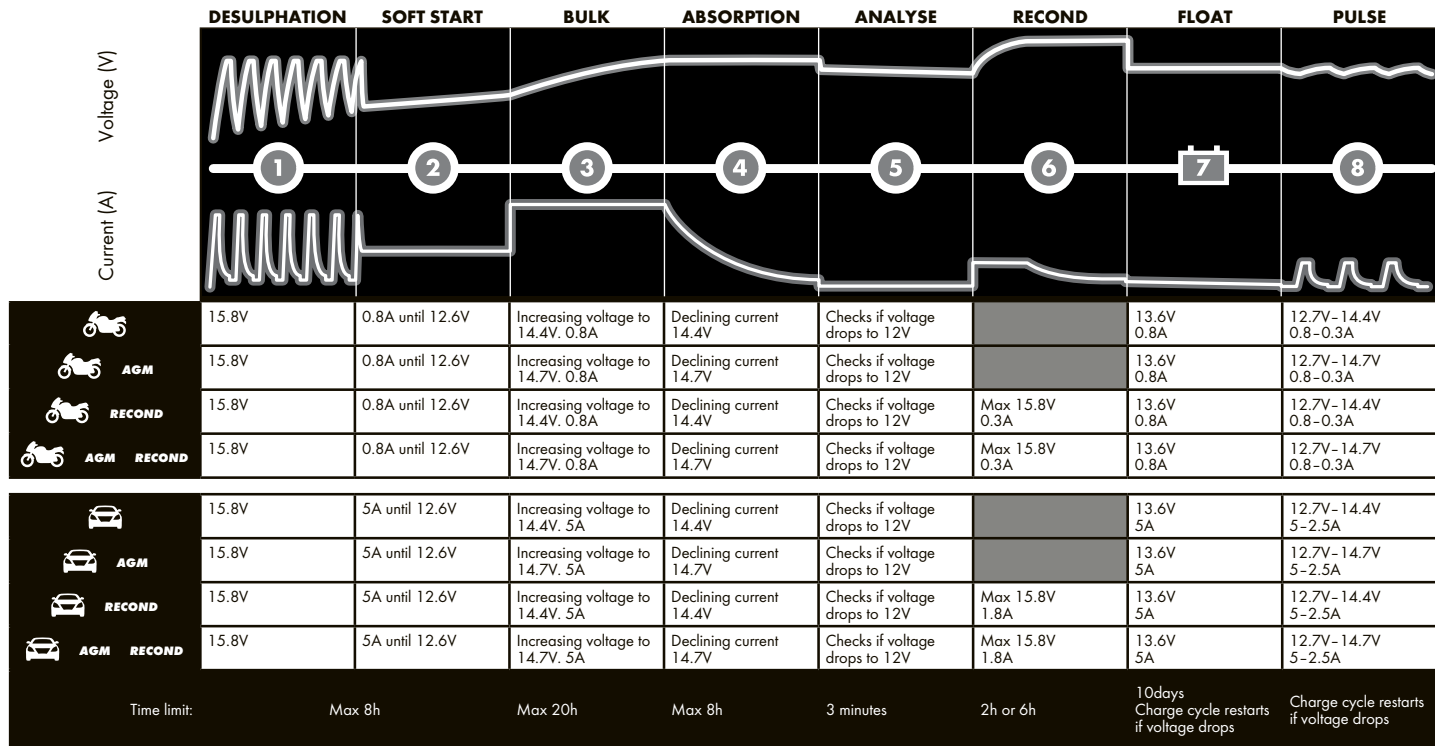 DESULPHATION SOFT START BULK ABSORPTION ANALYSE RECOND FLOAT PULSE
Voltage (V)
1 2 3 4 5 6 7 8
Current (A)
15.8V 0.8A until 12.6V Increasing voltage to Declining current Checks if voltage 13.6V 12.7V–14.4V
14.4V. 0.8A 14.4V drops to 12V 0.8A 0.8–0.3A
AGM 15.8V 0.8A until 12.6V Increasing voltage to Declining current Checks if voltage 13.6V 12.7V–14.7V
14.7V. 0.8A 14.7V drops to 12V 0.8A 0.8–0.3A
RECOND 15.8V 0.8A until 12.6V Increasing voltage to Declining current Checks if voltage Max 15.8V 13.6V 12.7V–14.4V
14.4V. 0.8A 14.4V drops to 12V 0.3A 0.8A 0.8–0.3A
AGM RECOND 15.8V 0.8A until 12.6V Increasing voltage to Declining current Checks if voltage Max 15.8V 13.6V 12.7V–14.7V
14.7V. 0.8A 14.7V drops to 12V 0.3A 0.8A 0.8–0.3A
15.8V 5A until 12.6V Increasing voltage to Declining current Checks if voltage 13.6V 12.7V–14.4V
14.4V. 5A 14.4V drops to 12V 5A 5–2.5A
AGM 15.8V 5A until 12.6V Increasing voltage to Declining current Checks if voltage 13.6V 12.7V–14.7V
14.7V. 5A 14.7V drops to 12V 5A 5–2.5A
RECOND 15.8V 5A until 12.6V Increasing voltage to Declining current Checks if voltage Max 15.8V 13.6V 12.7V–14.4V
14.4V. 5A 14.4V drops to 12V 1.8A 5A 5–2.5A
AGM RECOND 15.8V 5A until 12.6V Increasing voltage to Declining current Checks if voltage Max 15.8V 13.6V 12.7V–14.7V
14.7V. 5A 14.7V drops to 12V 1.8A 5A 5–2.5A
Time limit: Max 8h Max 20h Max 8h 3 minutes 2h or 6h
10days
Charge cycle restarts
if voltage drops
Charge cycle restarts
if voltage drops